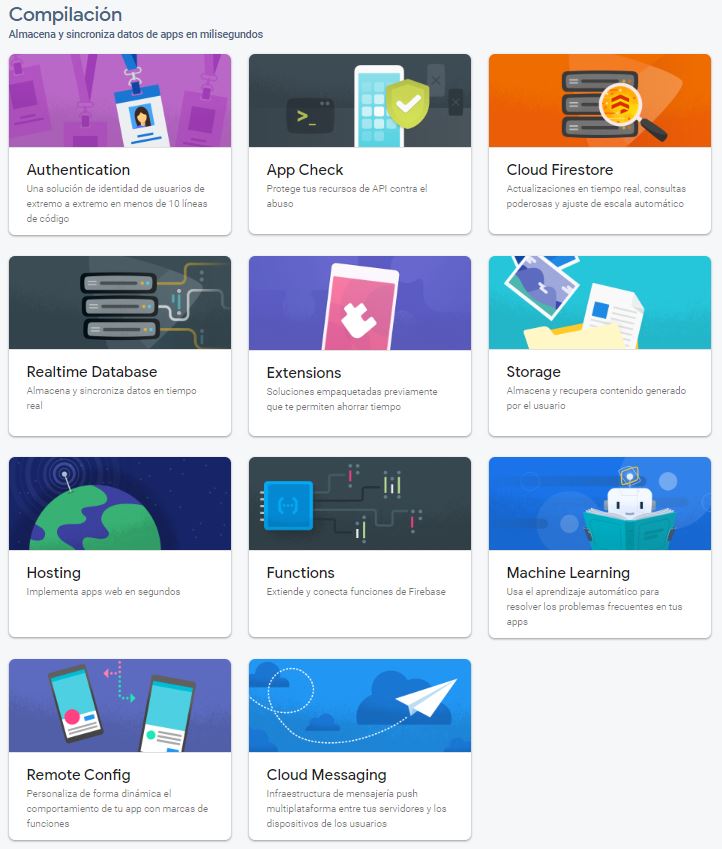 Compilación
Almacena y sincroniza datos de apps en milisegundos
Authentication
Una solución de identidad de usuarios de
extremo a extremo en menos de 10 líneas
de código
>_
App Check
Protege tus recursos de API contra el
abuso
Cloud Firestore
Actualizaciones en tiempo real, consultas
poderosas y ajuste de escala automático
Realtime Database
Almacena y sincroniza datos en tiempo
real
Extensions
Soluciones empaquetadas previamente
que te permiten ahorrar tiempo
Storage
Almacena y recupera contenido generado
por el usuario
Hosting
Implementa apps web en segundos
Functions
Extiende y conecta funciones de Firebase
Machine Learning
Usa el aprendizaje automático para
resolver los problemas frecuentes en tus
apps
Remote Config
Personaliza de forma dinámica el
comportamiento de tu app con marcas de
funciones
Cloud Messaging
Infraestructura de mensajería push
multiplataforma entre tus servidores y los
dispositivos de los usuarios